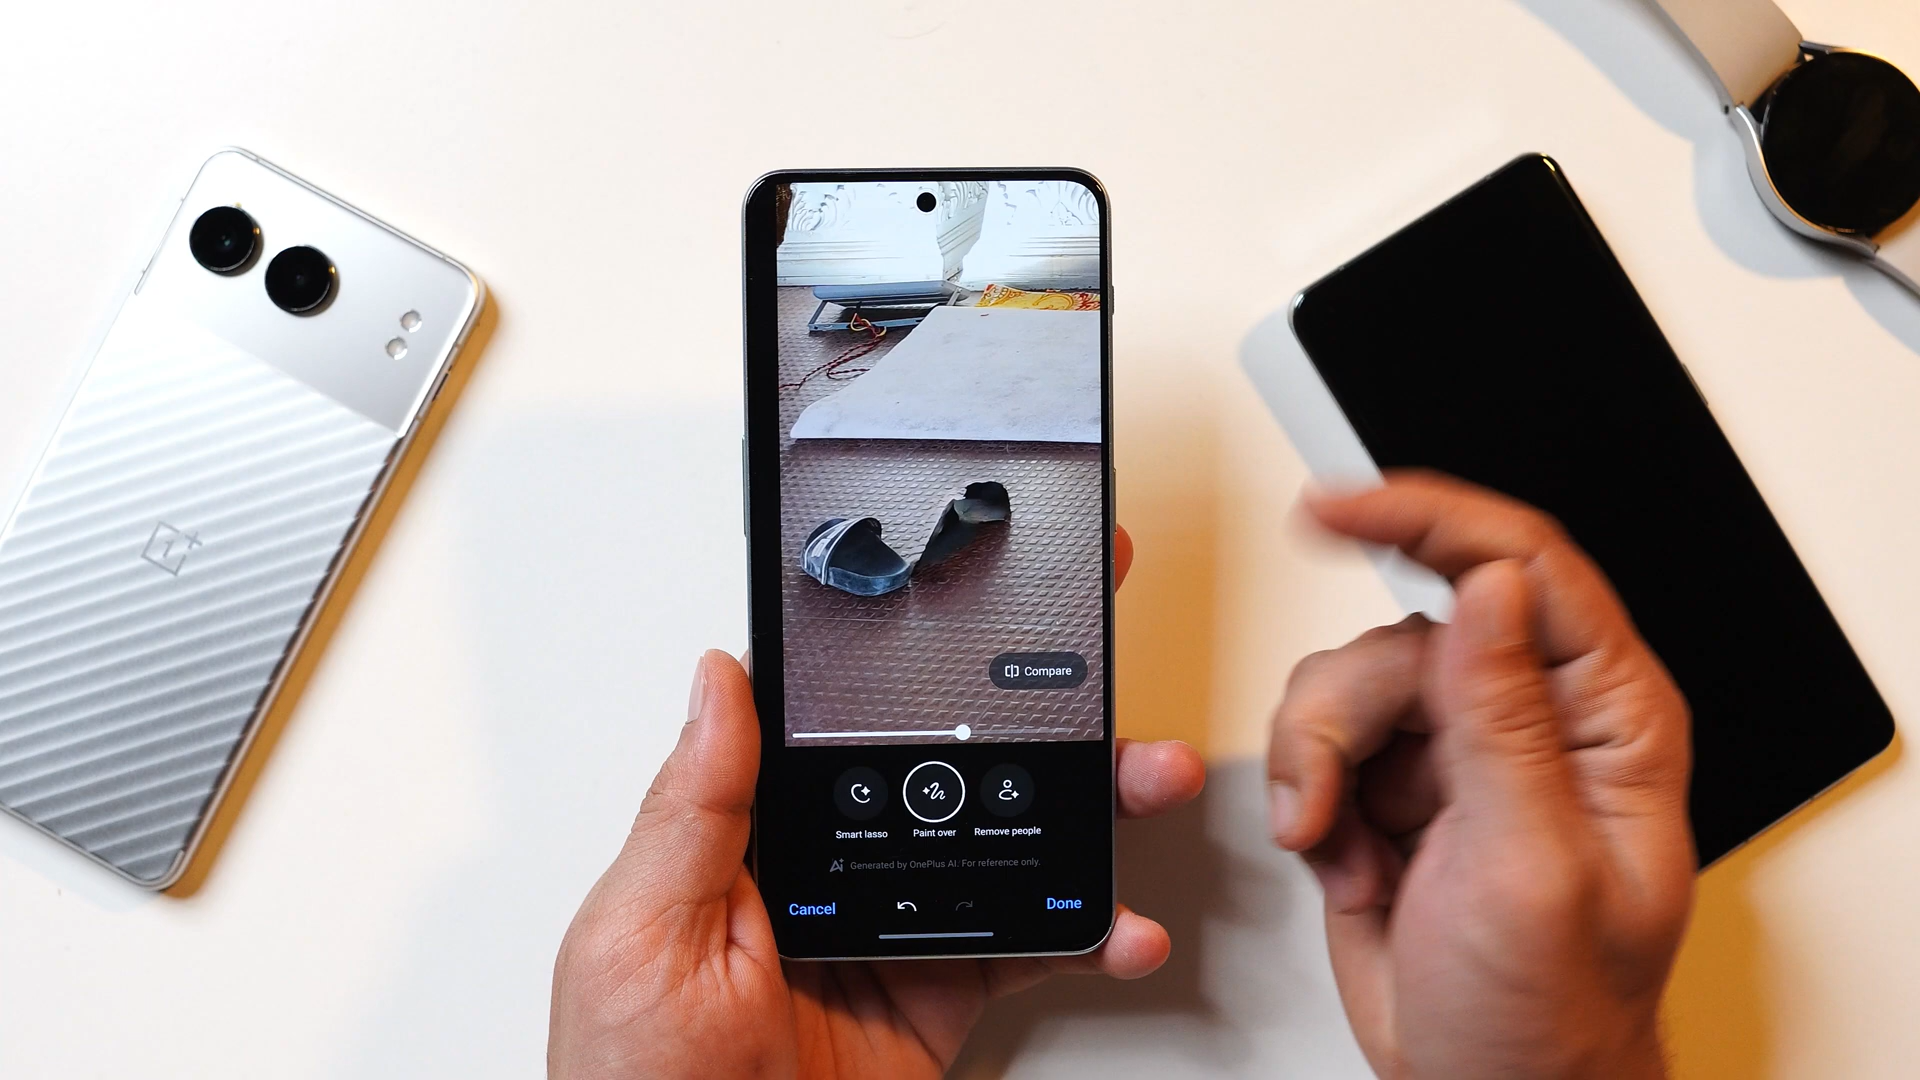 Compare
Smart lasso
Paint over
Remove people
Generated by OnePlus AI. For reference only.
Cancel
Done